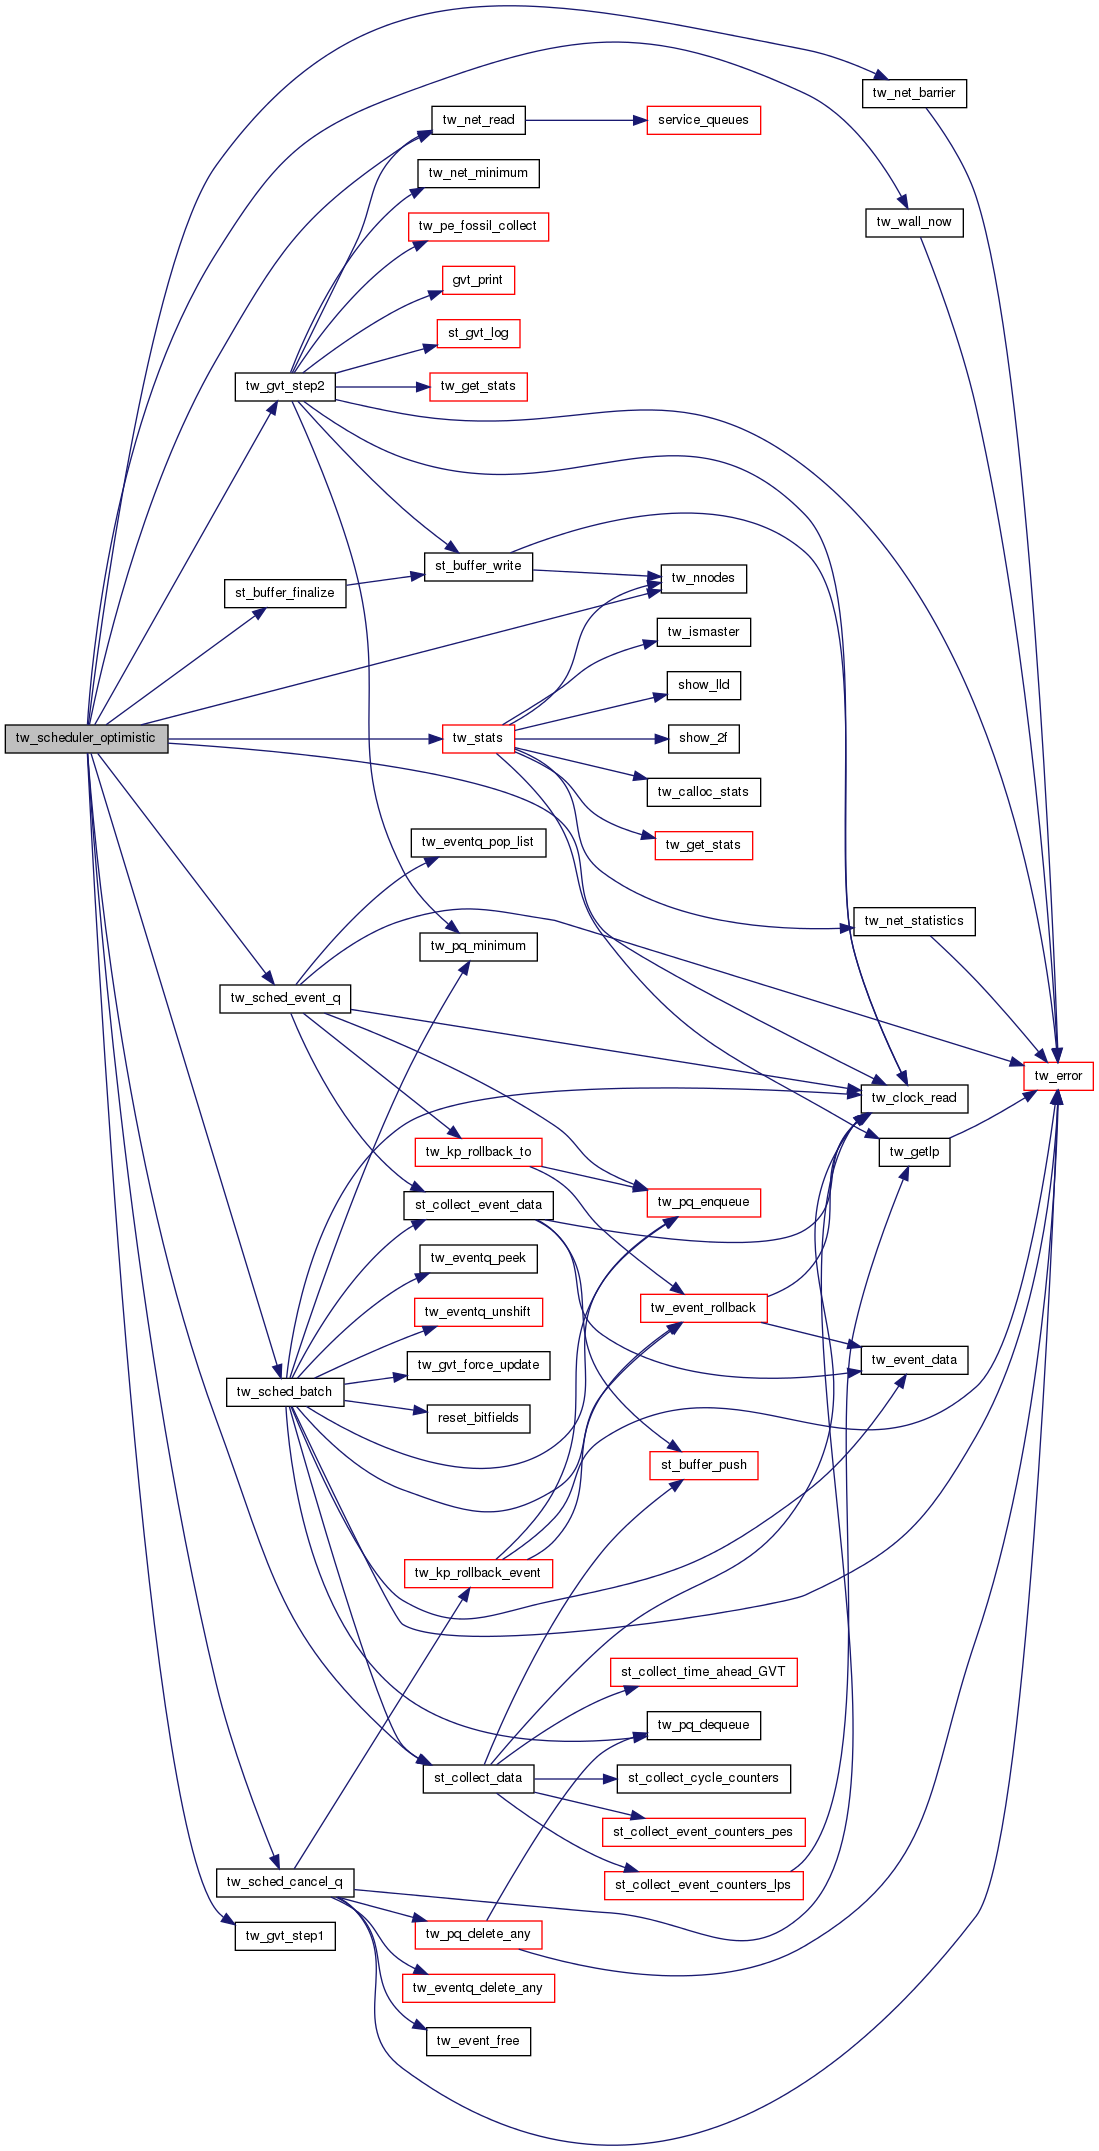 tw_net_barrier
tw_net_read
service_queues
tw_net_minimum
tw_wall_now
tw_pe_fossil_collect
gvt_print
st_gvt_log
tw_gvt_step2
tw_get_stats
st_buffer_write
tw_nnodes
st_buffer_finalize
tw_ismaster
show_lld
tw_scheduler_optimistic
tw_stats
show_2f
tw_calloc_stats
tw_eventq_pop_list
tw_get_stats
tw_net_statistics
tw_pq_minimum
tw_sched_event_q
tw_error
tw_clock_read
tw_kp_rollback_to
tw_getlp
st_collect_event_data
tw_pq_enqueue
tw_eventq_peek
tw_eventq_unshift
tw_event_rollback
tw_gvt_force_update
tw_event_data
tw_sched_batch
reset_bitfields
st_buffer_push
tw_kp_rollback_event
st_collect_time_ahead_GVT
tw_pq_dequeue
st_collect_data
st_collect_cycle_counters
st_collect_event_counters_pes
tw_sched_cancel_q
st_collect_event_counters_lps
tw_gvt_step1
tw_pq_delete_any
tw_eventq_delete_any
tw_event_free